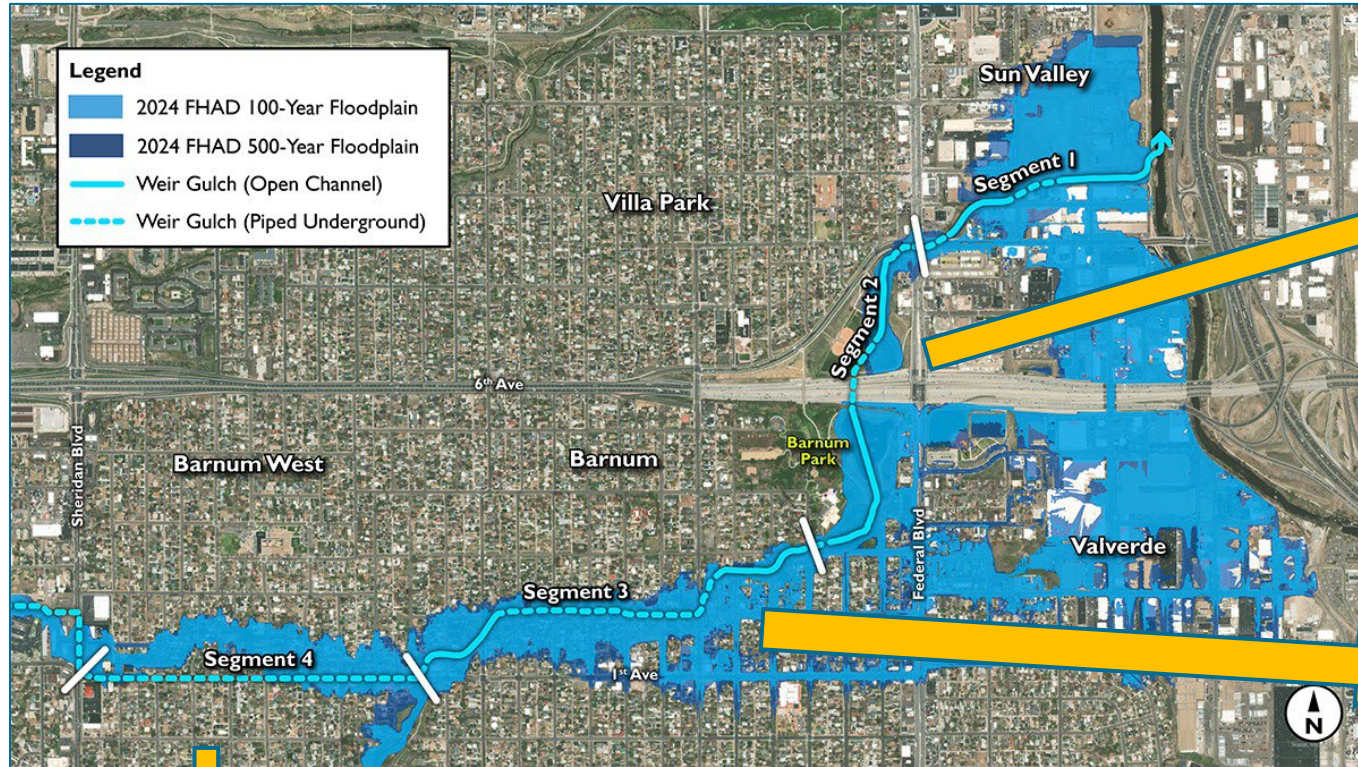 Legend
2024 FHAD 100-Year Floodplain
2024 FHAD 500-Year Floodplain
Weir Gulch (Open Channel)
Weir Gulch (Piped Underground)
Sun Valley
Segment 1
Villa Park
Segment 2
6th Ave
Barnum
Park
Sheridan Blvd
Barnum West
Barnum
Federal Blvd
Valverde
Segment 3
Segment 4
1st Ave
N